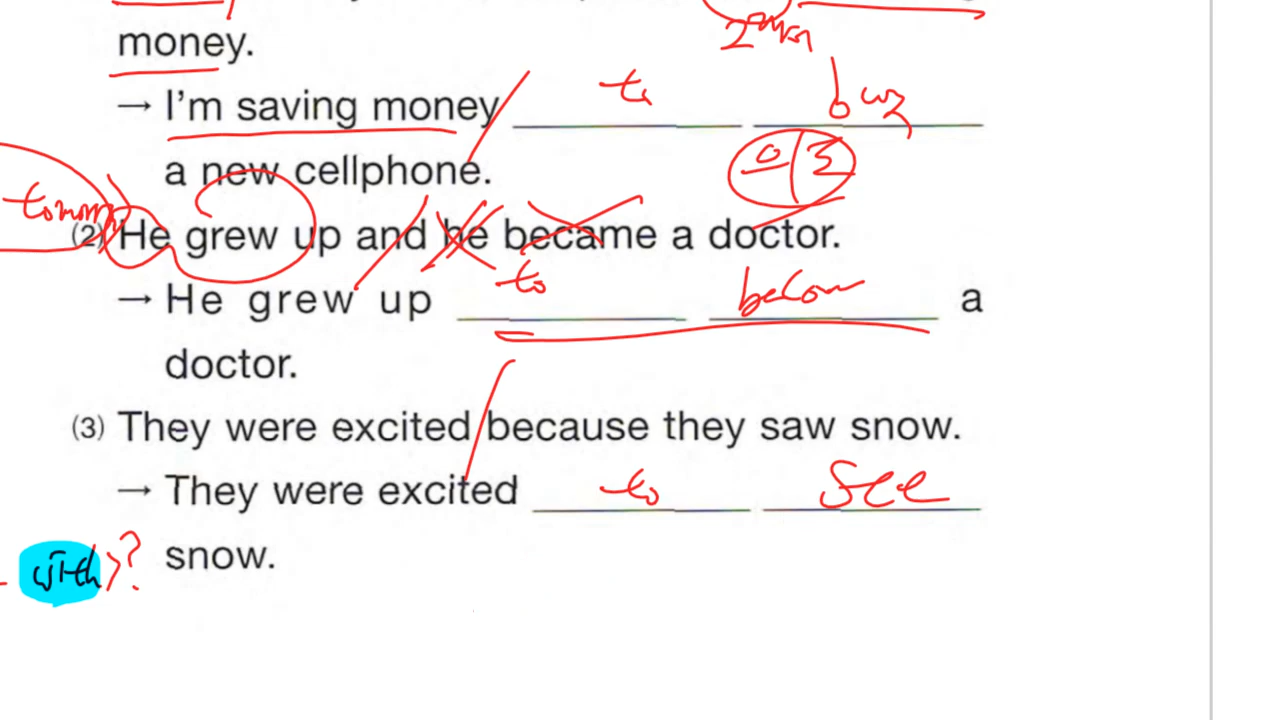 money.
→ I'm saving money to buy
a new cellphone.
(2) He grew up and he became a doctor.
→ He grew up to become a
doctor.
(3) They were excited because they saw snow.
→ They were excited to see
snow.
with>?